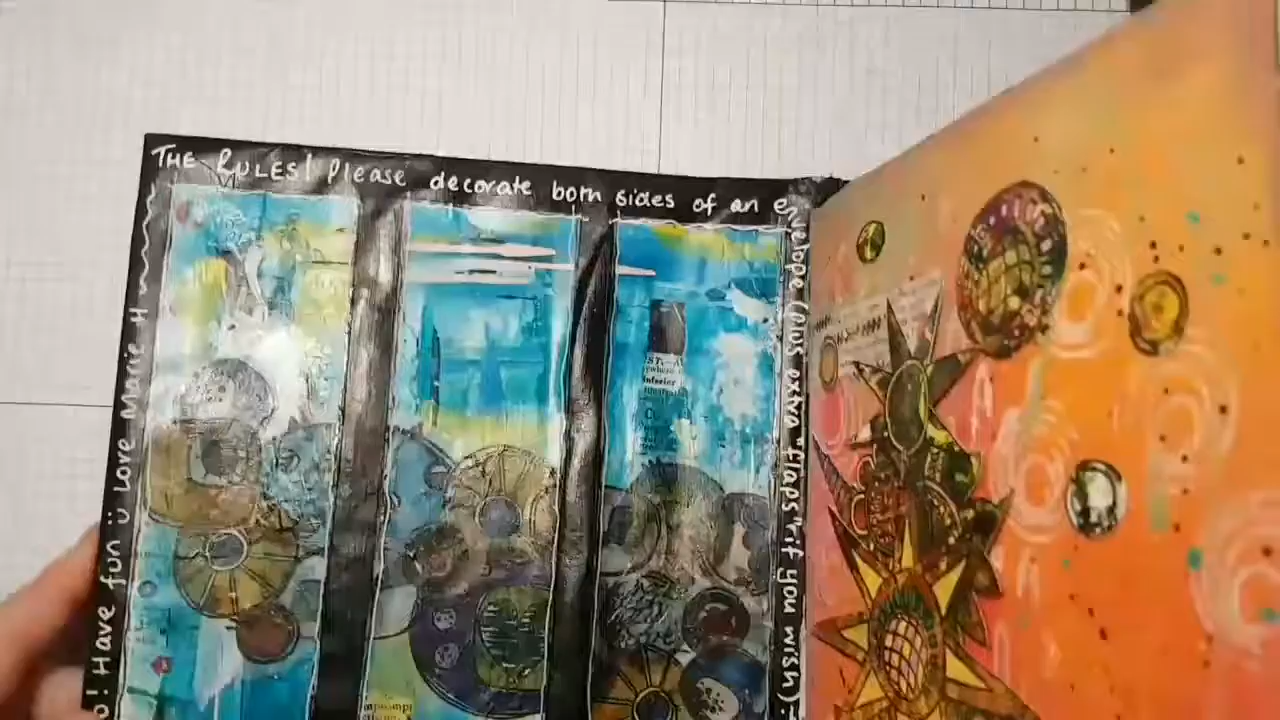 THE RULES! Please decorate both sides of an
envelope (plus extra "flaps" if you wish)
o! Have fun ü Love Marie H
inferior